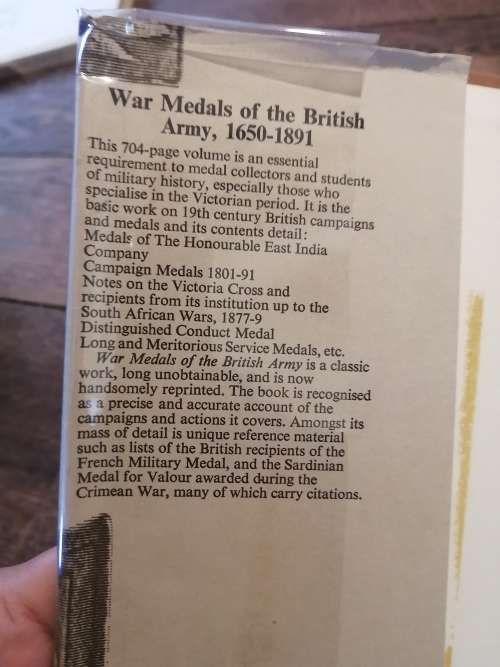 War Medals of the British
Army, 1650-1891
This 704-page volume is an essential
requirement to medal collectors and students
of military history, especially those who
specialise in the Victorian period. It is the
basic work on 19th century British campaigns
and medals and its contents detail:
Medals of The Honourable East India
Company
Campaign Medals 1801-91
Notes on the Victoria Cross and
recipients from its institution up to the
South African Wars, 1877-9
Distinguished Conduct Medal
Long and Meritorious Service Medals, etc.
War Medals of the British Army is a classic
work, long unobtainable, and is now
handsomely reprinted. The book is recognised
as a precise and accurate account of the
campaigns and actions it covers. Amongst its
mass of detail is unique reference material
such as lists of the British recipients of the
French Military Medal, and the Sardinian
Medal for Valour awarded during the
Crimean War, many of which carry citations.